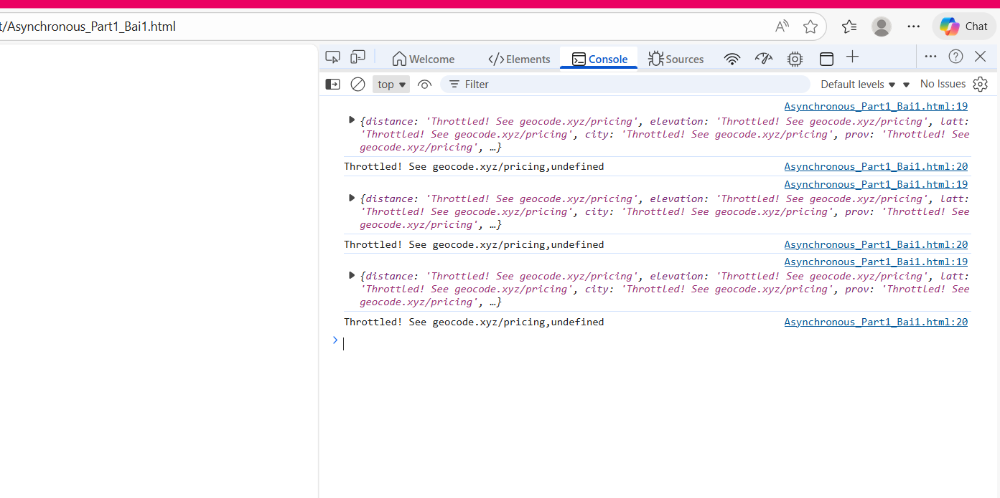 t/Asynchronous_Part1_Bai1.html
Chat
Welcome
Elements
Console
Sources
top
Filter
Default levels
No Issues
Asynchronous_Part1_Bai1.html:19
{distance: 'Throttled! See geocode.xyz/pricing', elevation: 'Throttled! See geocode.xyz/pricing', latt:
'Throttled! See geocode.xyz/pricing', city: 'Throttled! See geocode.xyz/pricing', prov: 'Throttled! See
geocode.xyz/pricing', …}
Throttled! See geocode.xyz/pricing,undefined
Asynchronous_Part1_Bai1.html:20
Asynchronous_Part1_Bai1.html:19
{distance: 'Throttled! See geocode.xyz/pricing', elevation: 'Throttled! See geocode.xyz/pricing', latt:
'Throttled! See geocode.xyz/pricing', city: 'Throttled! See geocode.xyz/pricing', prov: 'Throttled! See
geocode.xyz/pricing', …}
Throttled! See geocode.xyz/pricing,undefined
Asynchronous_Part1_Bai1.html:20
Asynchronous_Part1_Bai1.html:19
{distance: 'Throttled! See geocode.xyz/pricing', elevation: 'Throttled! See geocode.xyz/pricing', latt:
'Throttled! See geocode.xyz/pricing', city: 'Throttled! See geocode.xyz/pricing', prov: 'Throttled! See
geocode.xyz/pricing', …}
Throttled! See geocode.xyz/pricing,undefined
Asynchronous_Part1_Bai1.html:20